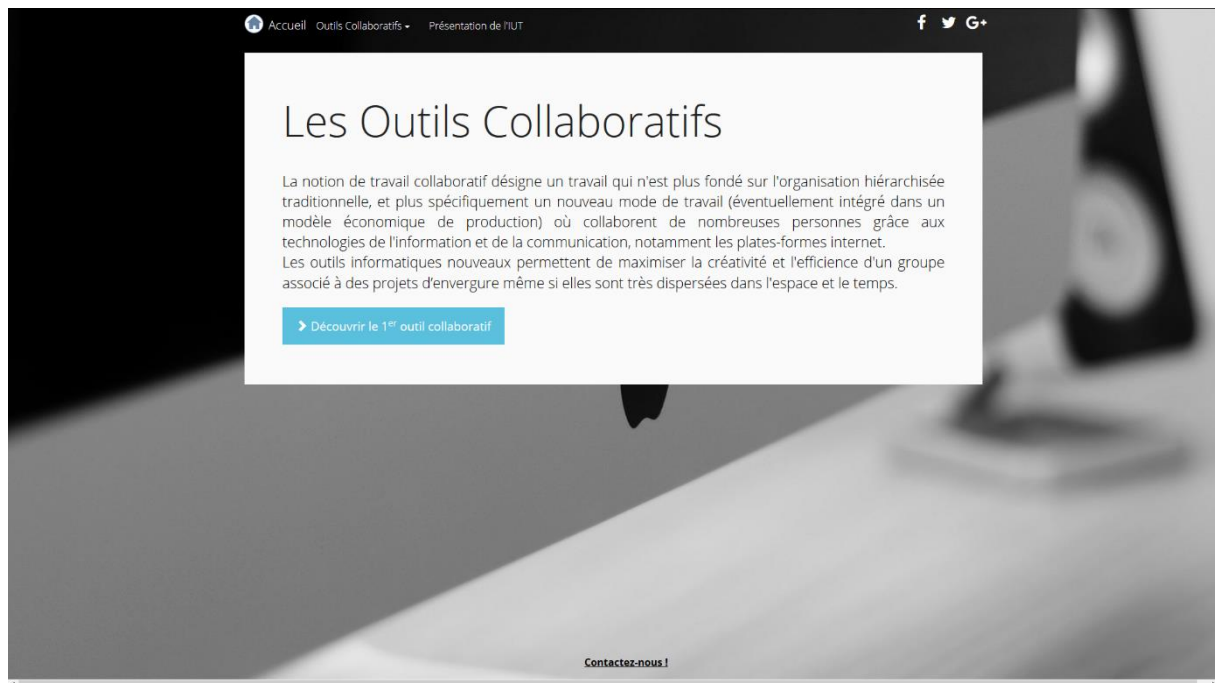 Accueil Outils Collaboratifs Présentation de l'IUT f G+
Les Outils Collaboratifs
La notion de travail collaboratif désigne un travail qui n'est plus fondé sur l'organisation hiérarchisée
traditionnelle, et plus spécifiquement un nouveau mode de travail (éventuellement intégré dans un
modèle économique de production) où collaborent de nombreuses personnes grâce aux
technologies de l'information et de la communication, notamment les plates-formes internet.
Les outils informatiques nouveaux permettent de maximiser la créativité et l'efficience d'un groupe
associé à des projets d’envergure même si elles sont très dispersées dans l'espace et le temps.
Découvrir le 1er outil collaboratif
Contactez-nous !